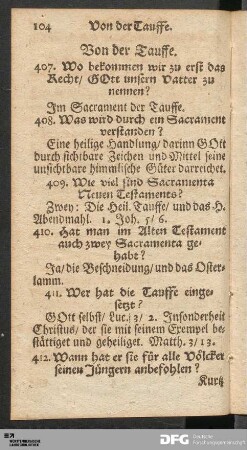 104 Von der Tauffe.
Von der Tauffe.
407. Wo bekommen wir zu erst das
Recht/ GOtt unsern Vatter zu
nennen?
Im Sacrament der Tauffe.
408. Was wird durch ein Sacrament
verstanden?
Eine heilige Handlung/ darinn GOtt
durch sichtbare Zeichen und Mittel seine
unsichtbare himmlische Güter darreichet.
409. Wie viel sind Sacramenta
Neuen Testaments?
Zwey: Die Heil. Tauffe/ und das H.
Abendmahl. 1. Joh. 5/ 6.
410. Hat man im Alten Testament
auch zwey Sacramenta ge-
habt?
Ja/ die Beschneidung/ und das Oster-
lamm.
411. Wer hat die Tauffe einge-
setzt?
GOtt selbst/ Luc. 3/ 2. Insonderheit
Christus/ der sie mit seinem Exempel be-
stättiget und geheiliget. Matth. 3/ 13.
412. Wann hat er sie für alle Völcker
seinen Jüngern anbefohlen?
Kurtz
DFG